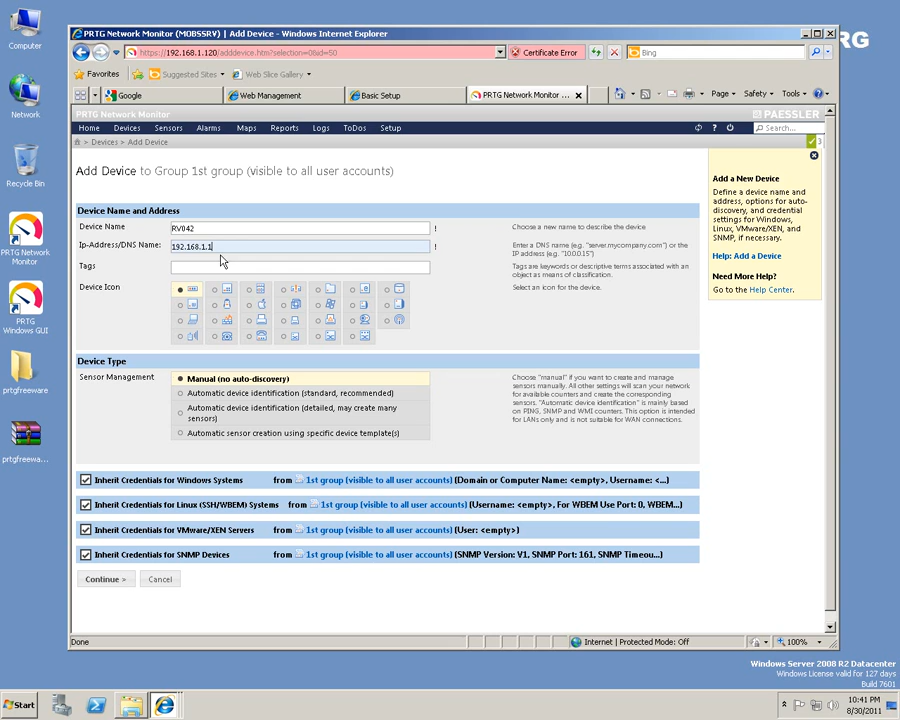 Computer
Network
Recycle Bin
PRTG Network Monitor
PRTG Windows GUI
prtgfreeware
prtgfreewa...
RG
PRTG Network Monitor (MOBSSRV) | Add Device - Windows Internet Explorer
https://192.168.1.120/adddevice.htm?selection=0&id=50
Certificate Error
Bing
Favorites
Suggested Sites
Web Slice Gallery
Google
Web Management
Basic Setup
PRTG Network Monitor ...
Page
Safety
Tools
PRTG Network Monitor
PAESSLER
Home Devices Sensors Alarms Maps Reports Logs ToDos Setup
Search...
> Devices > Add Device
3
Add Device to Group 1st group (visible to all user accounts)
Device Name and Address
Device Name
RV042
!
Choose a new name to describe the device
Ip-Address/DNS Name:
192.168.1.1
!
Enter a DNS name (e.g. "server.mycompany.com") or the
IP address (e.g. "10.0.0.15")
Tags
Tags are keywords or descriptive terms associated with an
object as means of classification.
Device Icon
Select an icon for the device.
Device Type
Sensor Management
Manual (no auto-discovery)
Automatic device identification (standard, recommended)
Automatic device identification (detailed, may create many
sensors)
Automatic sensor creation using specific device template(s)
Choose "manual" if you want to create and manage
sensors manually. All other settings will scan your network
for available counters and create the corresponding
sensors. "Automatic device identification" is mainly based
on PING, SNMP and WMI counters. This option is intended
for LANs only and is not suitable for WAN connections.
Inherit Credentials for Windows Systems from 1st group (visible to all user accounts) (Domain or Computer Name: <empty>, Username: <...)
Inherit Credentials for Linux (SSH/WBEM) Systems from 1st group (visible to all user accounts) (Username: <empty>, For WBEM Use Port: 0, WBEM...)
Inherit Credentials for VMware/XEN Servers from 1st group (visible to all user accounts) (User: <empty>)
Inherit Credentials for SNMP Devices from 1st group (visible to all user accounts) (SNMP Version: V1, SNMP Port: 161, SNMP Timeou...)
Continue >
Cancel
Add a New Device
Define a device name and
address, options for auto-
discovery, and credential
settings for Windows,
Linux, VMware/XEN, and
SNMP, if necessary.
Help: Add a Device
Need More Help?
Go to the Help Center.
Done
Internet | Protected Mode: Off
100%
Windows Server 2008 R2 Datacenter
Windows License valid for 127 days
Build 7601
Start
10:41 PM
8/30/2011